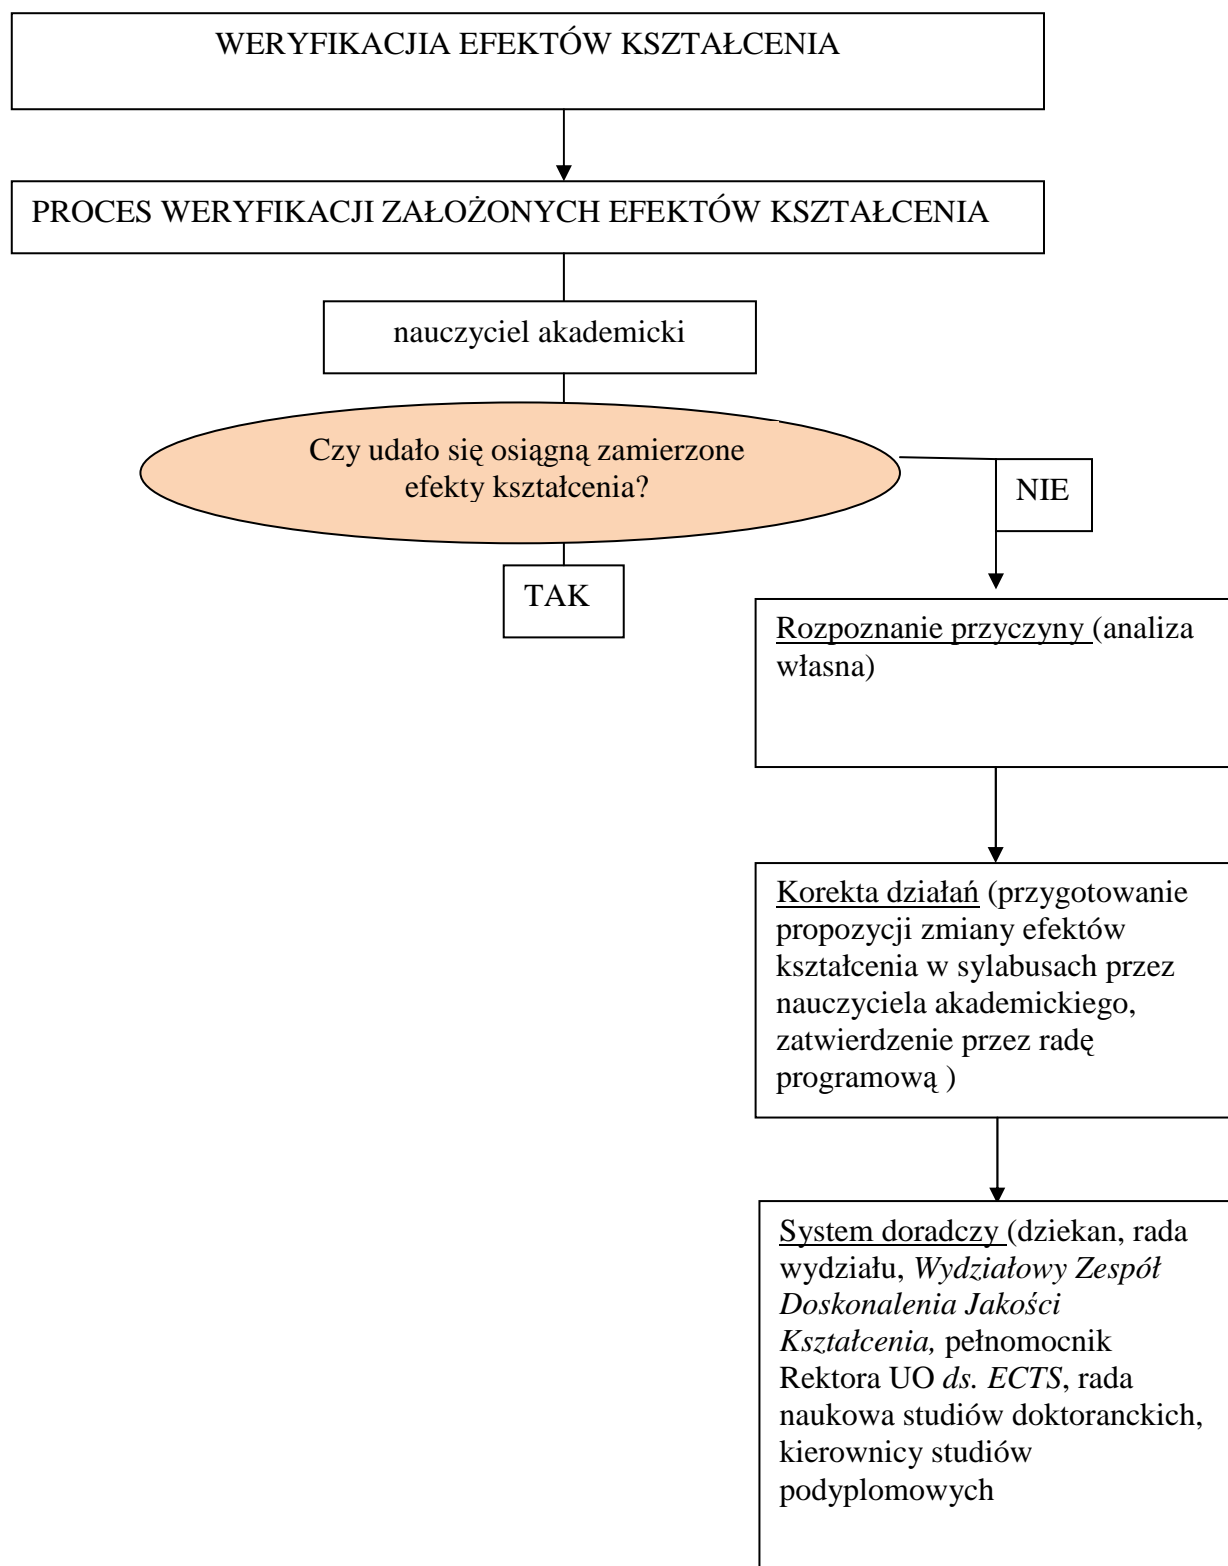 WERYFIKACJIA EFEKTÓW KSZTAŁCENIA
PROCES WERYFIKACJI ZAŁOŻONYCH EFEKTÓW KSZTAŁCENIA
nauczyciel akademicki
Czy udało się osiągną zamierzone
efekty kształcenia?
NIE
TAK
Rozpoznanie przyczyny (analiza
własna)
Korekta działań (przygotowanie
propozycji zmiany efektów
kształcenia w sylabusach przez
nauczyciela akademickiego,
zatwierdzenie przez radę
programową )
System doradczy (dziekan, rada
wydziału, Wydziałowy Zespół
Doskonalenia Jakości
Kształcenia, pełnomocnik
Rektora UO ds. ECTS, rada
naukowa studiów doktoranckich,
kierownicy studiów
podyplomowych